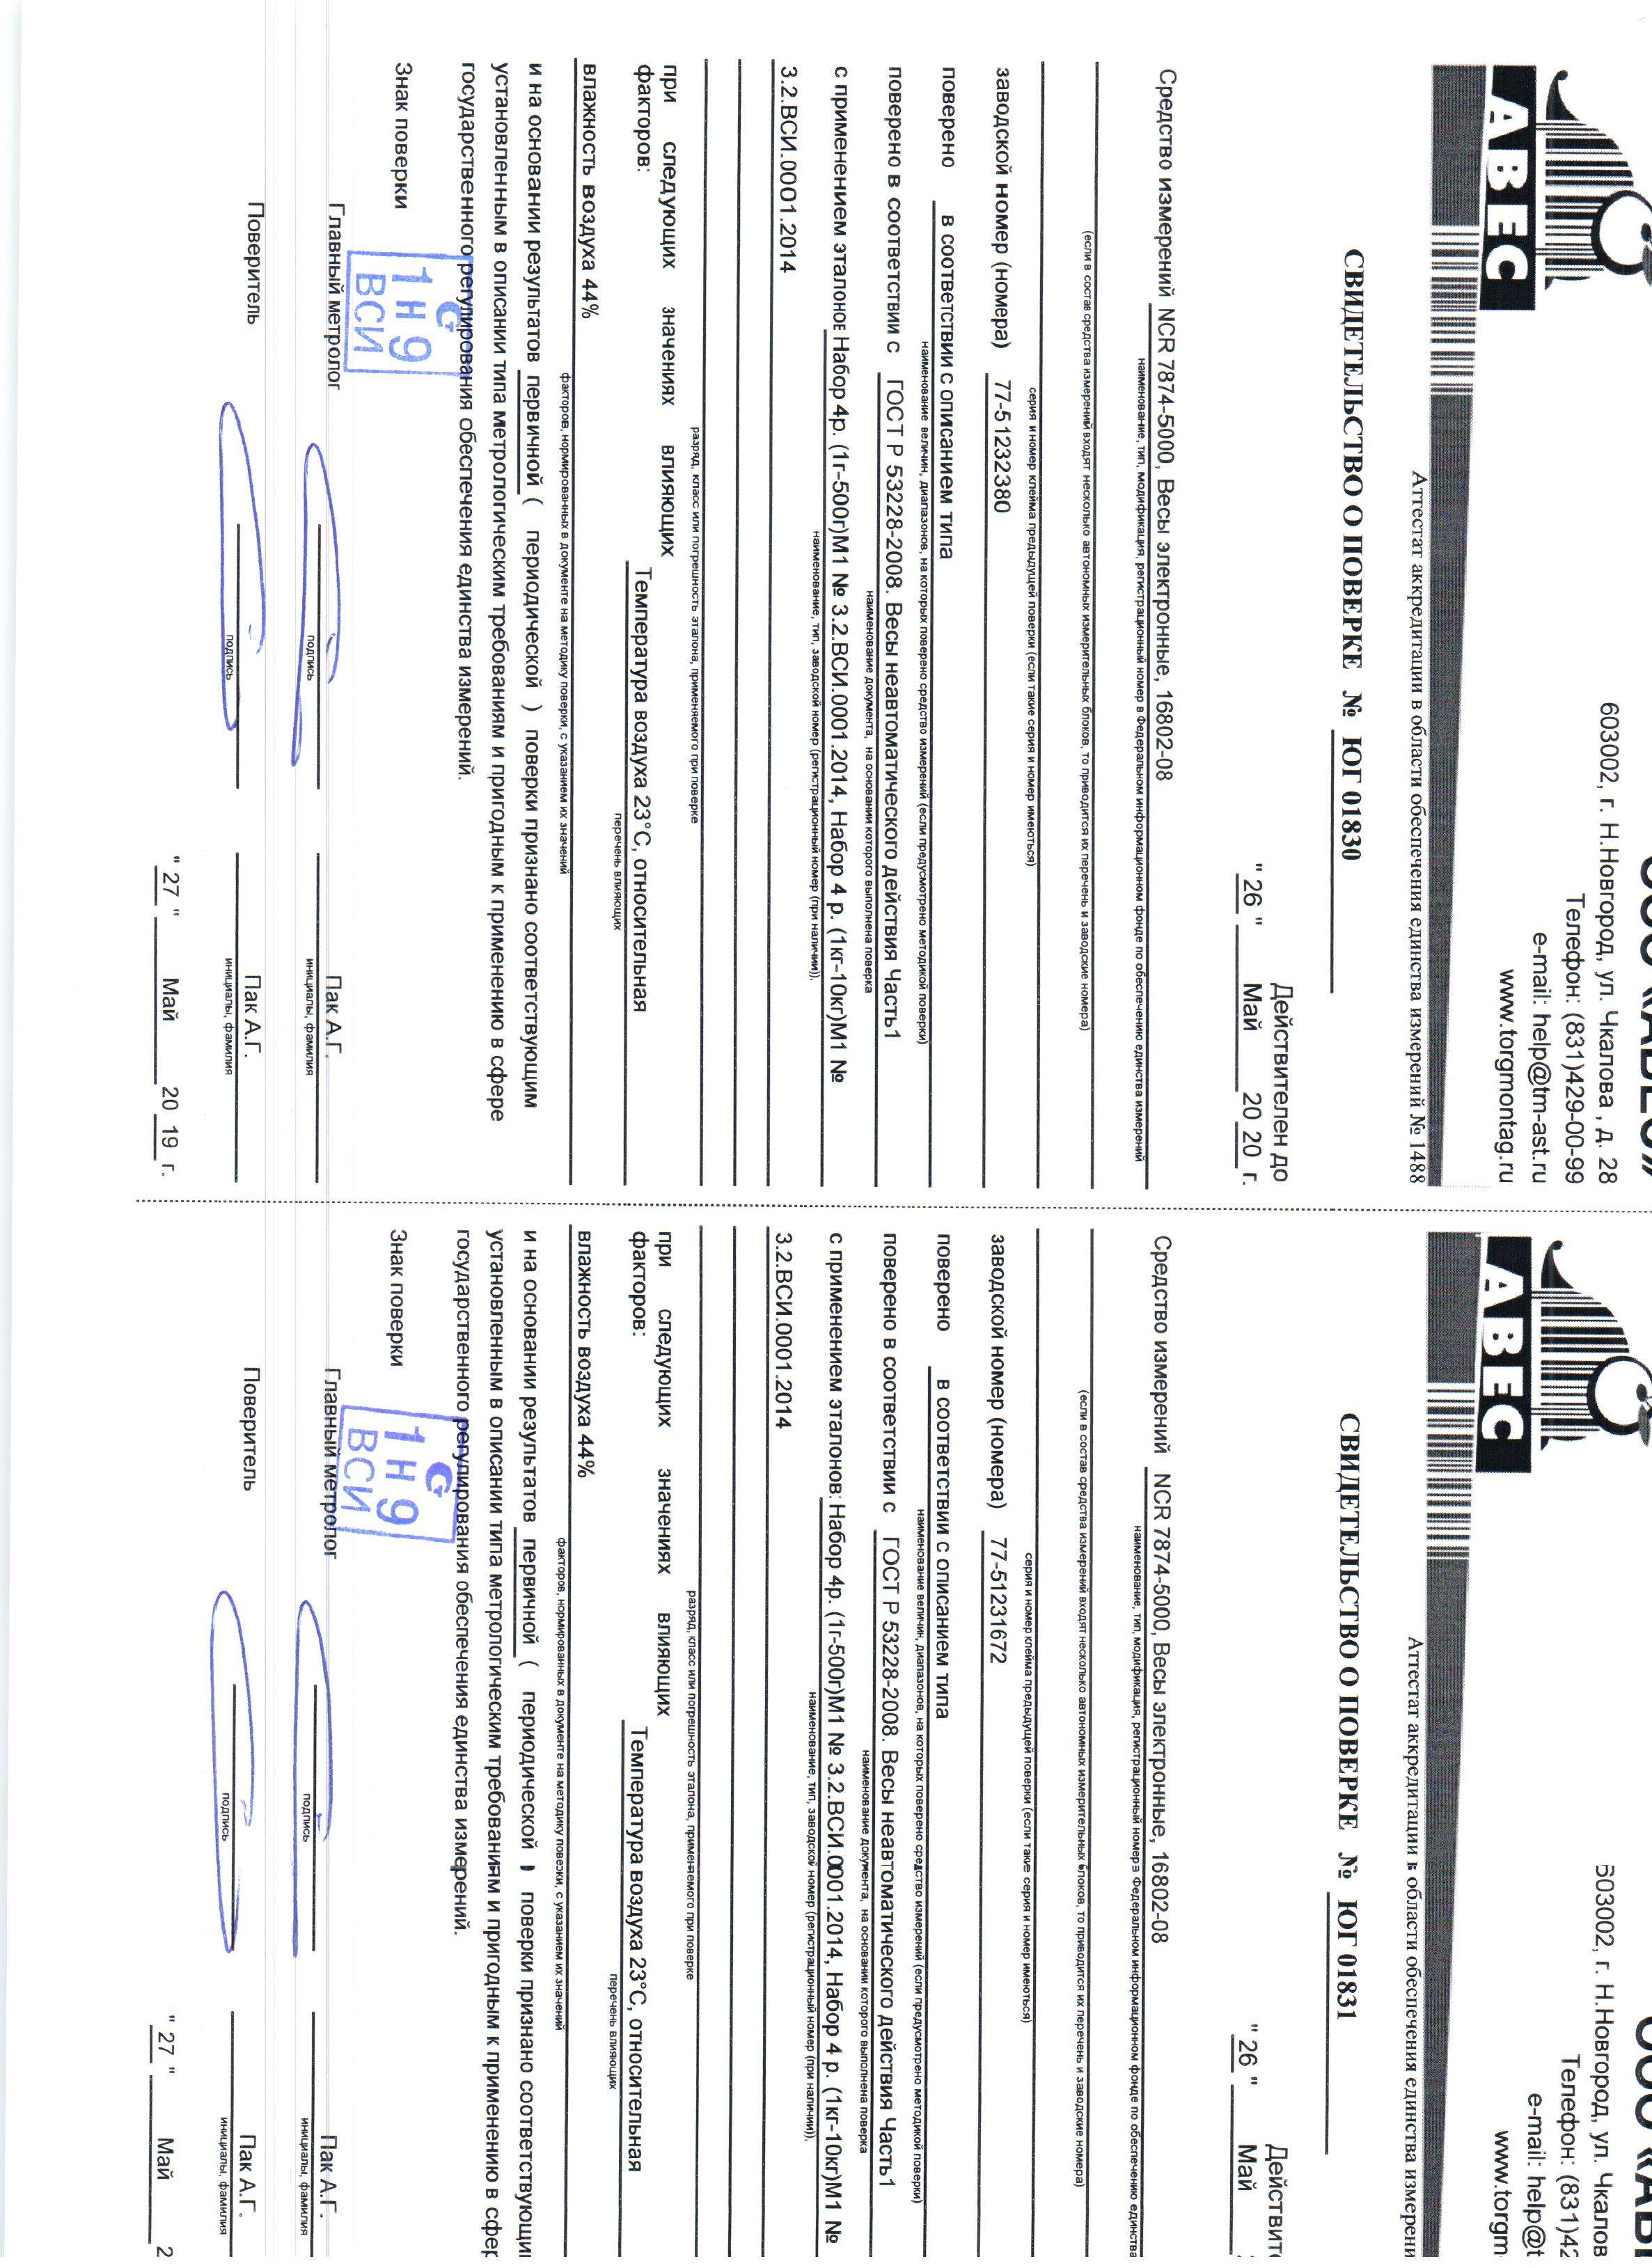 АВЕС
603002, г. Н.Новгород, ул. Чкалова , д. 28
Телефон: (831)429-00-99
e-mail: help@tm-ast.ru
www.torgmontag.ru
Аттестат аккредитации в области обеспечения единства измерений № 1488
СВИДЕТЕЛЬСТВО О ПОВЕРКЕ № ЮГ 01830
Действителен до
" 26 " Май 20 20 г.
Средство измерений NCR 7874-5000, Весы электронные, 16802-08
наименование, тип, модификация, регистрационный номер в Федеральном информационном фонде по обеспечению единства измерений
(если в состав средства измерений входят несколько автономных измерительных блоков, то приводится их перечень и заводские номера)
серия и номер клейма предыдущей поверки (если такие серия и номер имеються)
заводской номер (номера) 77-51232380
поверено в соответствии с описанием типа
наименование величин, диапазонов, на которых поверено средство измерений (если предусмотрено методикой поверки)
поверено в соответствии с ГОСТ Р 53228-2008. Весы неавтоматического действия Часть1
наименование документа, на основании которого выполнена поверка
с применением эталоно Набор 4р. (1г-500г)М1 № 3.2.ВСИ.0001.2014, Набор 4 р. (1кг-10кг)М1 №
наименование, тип, заводской номер (регистрационный номер (при наличии)),
3.2.ВСИ.0001.2014
разряд, класс или погрешность эталона, применяемого при поверке
при следующих значениях влияющих
факторов: Температура воздуха 23°С, относительная
перечень влияющих
влажность воздуха 44%
факторов, нормированных в документе на методику поверки, с указанием их значений
и на основании результатов первичной ( периодической ) поверки признано соответствующим
установленным в описании типа метрологическим требованиям и пригодным к применению в сфере
государственного регулирования обеспечения единства измерений.
Знак поверки
1н9
ВСИ
Главный метролог Пак А.Г.
подпись инициалы, фамилия
Поверитель Пак А.Г.
подпись инициалы, фамилия
" 27 " Май 20 19 г.
АВЕС
603002, г. Н.Новгород, ул. Чкалов
Телефон: (831)42
e-mail: help@t
www.torgm
Аттестат аккредитации в области обеспечения единства измерени
СВИДЕТЕЛЬСТВО О ПОВЕРКЕ № ЮГ 01831
Действите
" 26 " Май
Средство измерений NCR 7874-5000, Весы электронные, 16802-08
наименование, тип, модификация, регистрационный номер в Федеральном информационном фонде по обеспечению единства
(если в состав средства измерений входят несколько автономных измерительных блоков, то приводится их перечень и заводские номера)
серия и номер клейма предыдущей поверки (если такие серия и номер имеються)
заводской номер (номера) 77-51231672
поверено в соответствии с описанием типа
наименование величин, диапазонов, на которых поверено средство измерений (если предусмотрено методикой поверки)
поверено в соответствии с ГОСТ Р 53228-2008. Весы неавтоматического действия Часть1
наименование документа, на основании которого выполнена поверка
с применением эталонов: Набор 4р. (1г-500г)М1 № 3.2.ВСИ.0001.2014, Набор 4 р. (1кг-10кг)М1 №
наименование, тип, заводской номер (регистрационный номер (при наличии)),
3.2.ВСИ.0001.2014
разряд, класс или погрешность эталона, применяемого при поверке
при следующих значениях влияющих
факторов: Температура воздуха 23°С, относительная
перечень влияющих
влажность воздуха 44%
факторов, нормированных в документе на методику поверки, с указанием их значений
и на основании результатов первичной ( периодической ) поверки признано соответствующи
установленным в описании типа метрологическим требованиям и пригодным к применению в сфер
государственного регулирования обеспечения единства измерений.
Знак поверки
1н9
ВСИ
Главный метролог Пак А.Г.
подпись инициалы, фамилия
Поверитель Пак А.Г.
подпись инициалы, фамилия
" 27 " Май 2